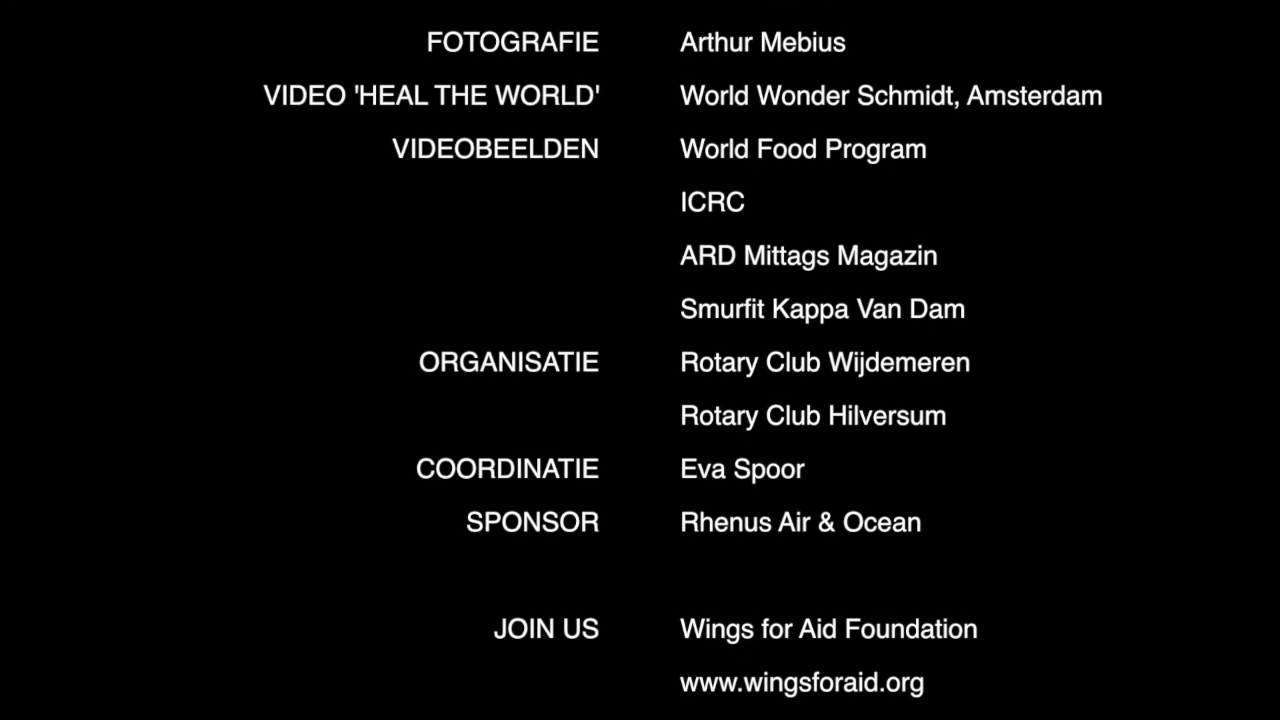 FOTOGRAFIE Arthur Mebius
VIDEO 'HEAL THE WORLD' World Wonder Schmidt, Amsterdam
VIDEOBEELDEN World Food Program
ICRC
ARD Mittags Magazin
Smurfit Kappa Van Dam
ORGANISATIE Rotary Club Wijdemeren
Rotary Club Hilversum
COORDINATIE Eva Spoor
SPONSOR Rhenus Air & Ocean
JOIN US Wings for Aid Foundation
www.wingsforaid.org